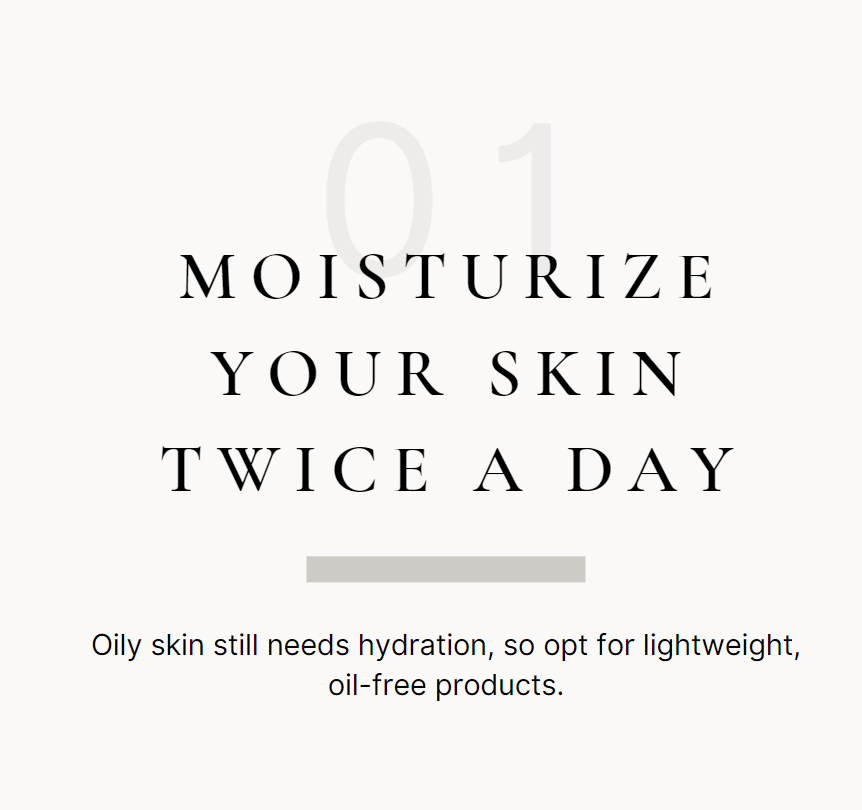 01
MOISTURIZE
YOUR SKIN
TWICE A DAY
Oily skin still needs hydration, so opt for lightweight,
oil-free products.